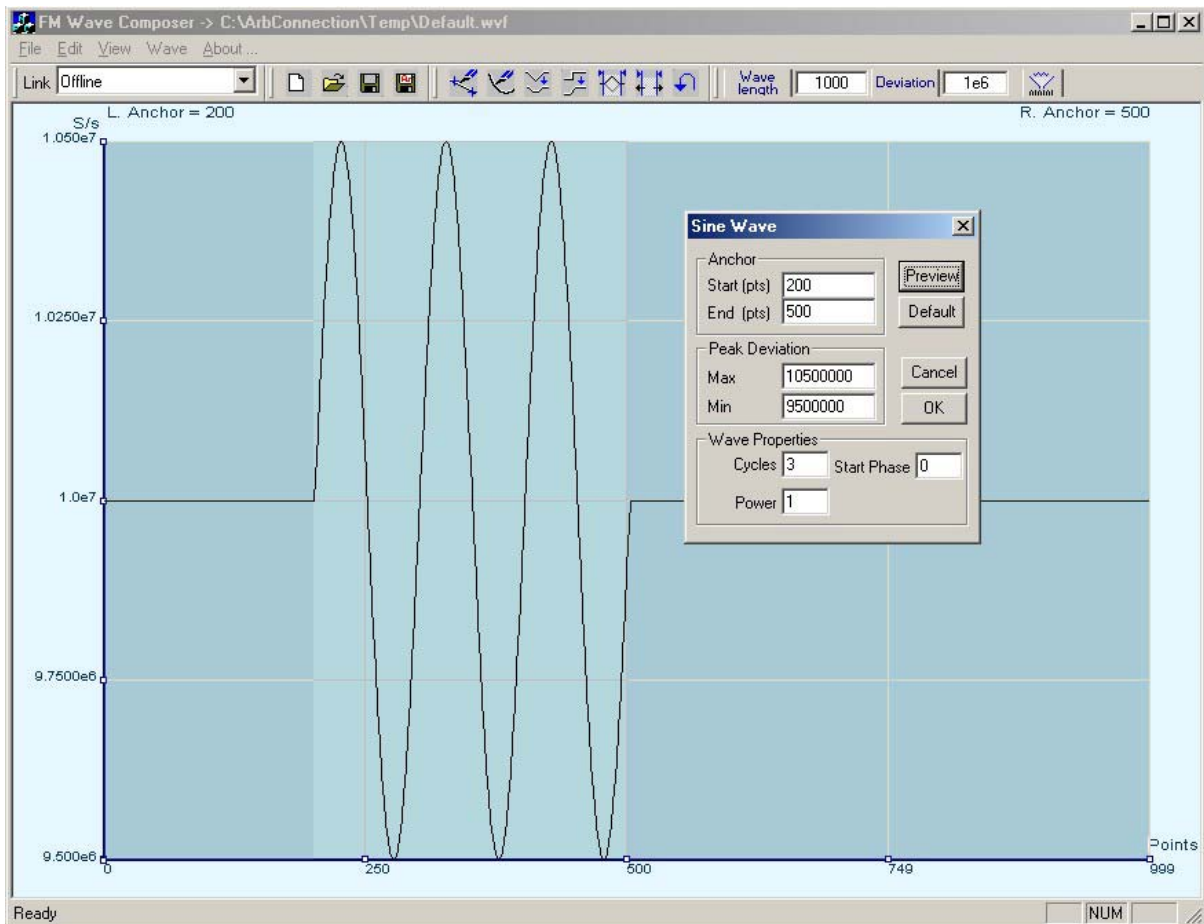 FM Wave Composer -> C:\ArbConnection\Temp\Default.wvf
File Edit View Wave About ...
Link Offline Wave length 1000 Deviation 1e6
L. Anchor = 200 R. Anchor = 500
S/s
1.050e7
1.0250e7
1.0e7
9.7500e6
9.500e6
0 250 500 749 999
Points
Sine Wave
Anchor
Start (pts) 200
End (pts) 500
Preview
Default
Peak Deviation
Max 10500000
Min 9500000
Cancel
OK
Wave Properties
Cycles 3 Start Phase 0
Power 1
Ready NUM